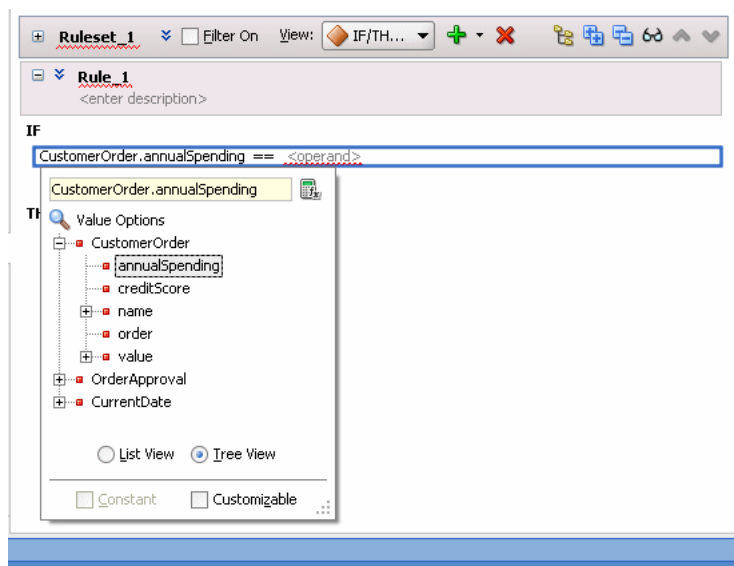 Ruleset_1 Filter On View: IF/TH...
Rule_1
<enter description>
IF
CustomerOrder.annualSpending == <operand>
CustomerOrder.annualSpending
TH
Value Options
CustomerOrder
annualSpending
creditScore
name
order
value
OrderApproval
CurrentDate
List View Tree View
Constant Customizable